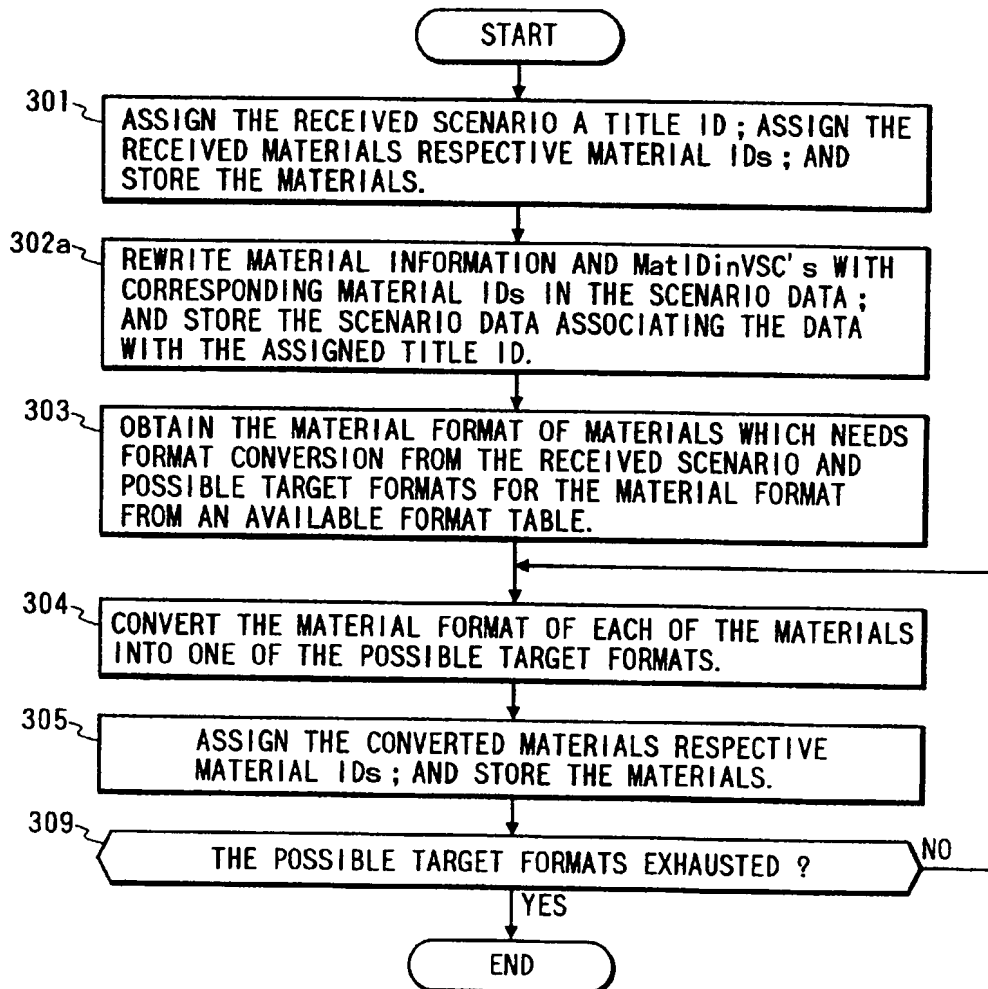 START
301
ASSIGN THE RECEIVED SCENARIO A TITLE ID; ASSIGN THE
RECEIVED MATERIALS RESPECTIVE MATERIAL IDs; AND
STORE THE MATERIALS.
302a
REWRITE MATERIAL INFORMATION AND MatIDinVSC's WITH
CORRESPONDING MATERIAL IDs IN THE SCENARIO DATA;
AND STORE THE SCENARIO DATA ASSOCIATING THE DATA
WITH THE ASSIGNED TITLE ID.
303
OBTAIN THE MATERIAL FORMAT OF MATERIALS WHICH NEEDS
FORMAT CONVERSION FROM THE RECEIVED SCENARIO AND
POSSIBLE TARGET FORMATS FOR THE MATERIAL FORMAT
FROM AN AVAILABLE FORMAT TABLE.
304
CONVERT THE MATERIAL FORMAT OF EACH OF THE MATERIALS
INTO ONE OF THE POSSIBLE TARGET FORMATS.
305
ASSIGN THE CONVERTED MATERIALS RESPECTIVE
MATERIAL IDs; AND STORE THE MATERIALS.
309
THE POSSIBLE TARGET FORMATS EXHAUSTED ?
NO
YES
END